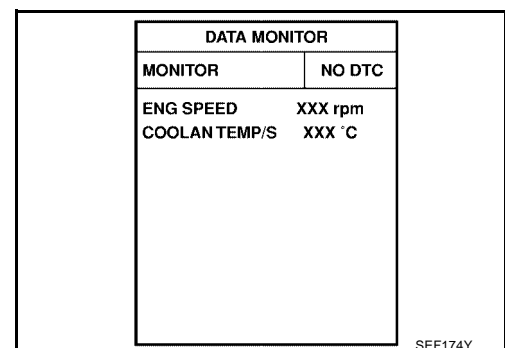 DATA MONITOR
MONITOR NO DTC
ENG SPEED XXX rpm
COOLAN TEMP/S XXX °C
SEF174Y